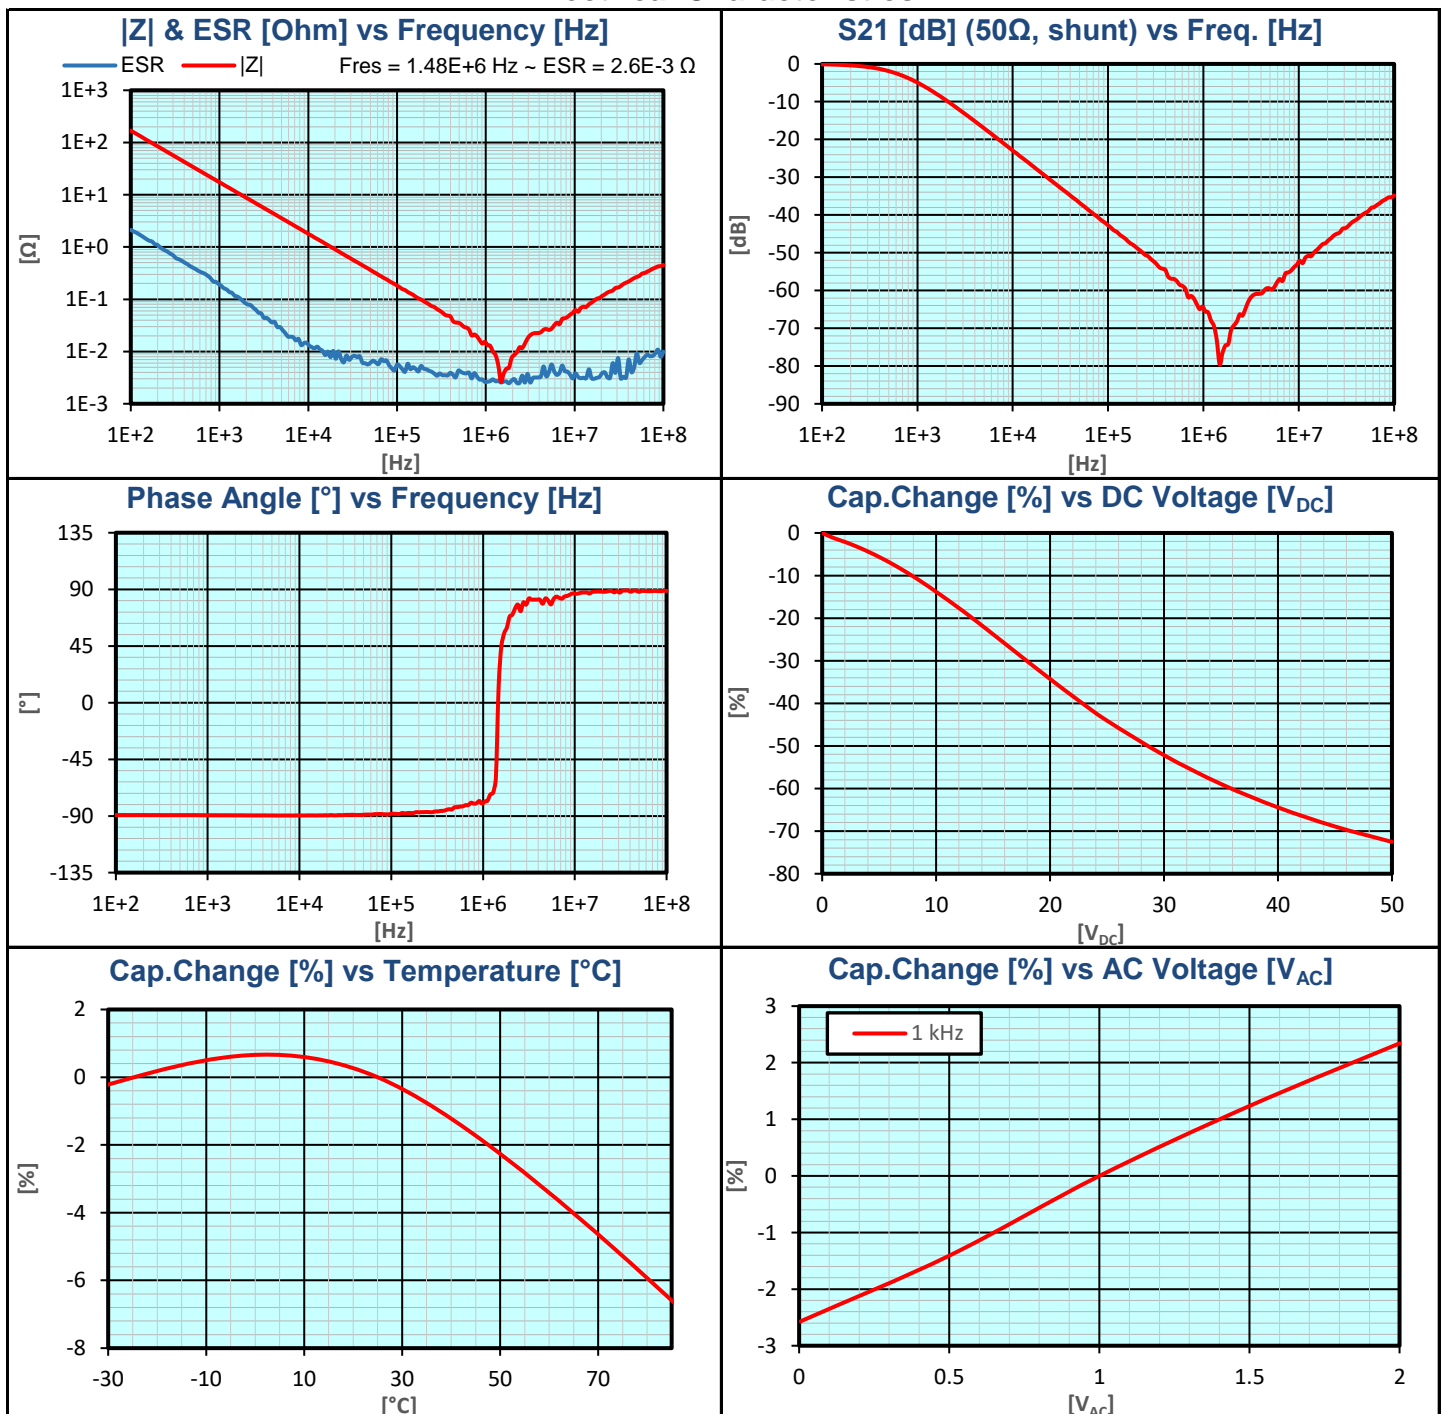 |Z| & ESR [Ohm] vs Frequency [Hz]
ESR |Z| Fres = 1.48E+6 Hz ~ ESR = 2.6E-3 Ω
1E+3
1E+2
1E+1
1E+0
1E-1
1E-2
1E-3
[Ω]
1E+2 1E+3 1E+4 1E+5 1E+6 1E+7 1E+8
[Hz]
S21 [dB] (50Ω, shunt) vs Freq. [Hz]
0
-10
-20
-30
-40
-50
-60
-70
-80
-90
[dB]
1E+2 1E+3 1E+4 1E+5 1E+6 1E+7 1E+8
[Hz]
Phase Angle [°] vs Frequency [Hz]
135
90
45
0
-45
-90
-135
[°]
1E+2 1E+3 1E+4 1E+5 1E+6 1E+7 1E+8
[Hz]
Cap.Change [%] vs DC Voltage [VDC]
0
-10
-20
-30
-40
-50
-60
-70
-80
[%]
0 10 20 30 40 50
[VDC]
Cap.Change [%] vs Temperature [°C]
2
0
-2
-4
-6
-8
[%]
-30 -10 10 30 50 70
[°C]
Cap.Change [%] vs AC Voltage [VAC]
1 kHz
3
2
1
0
-1
-2
-3
[%]
0 0.5 1 1.5 2
[VAC]